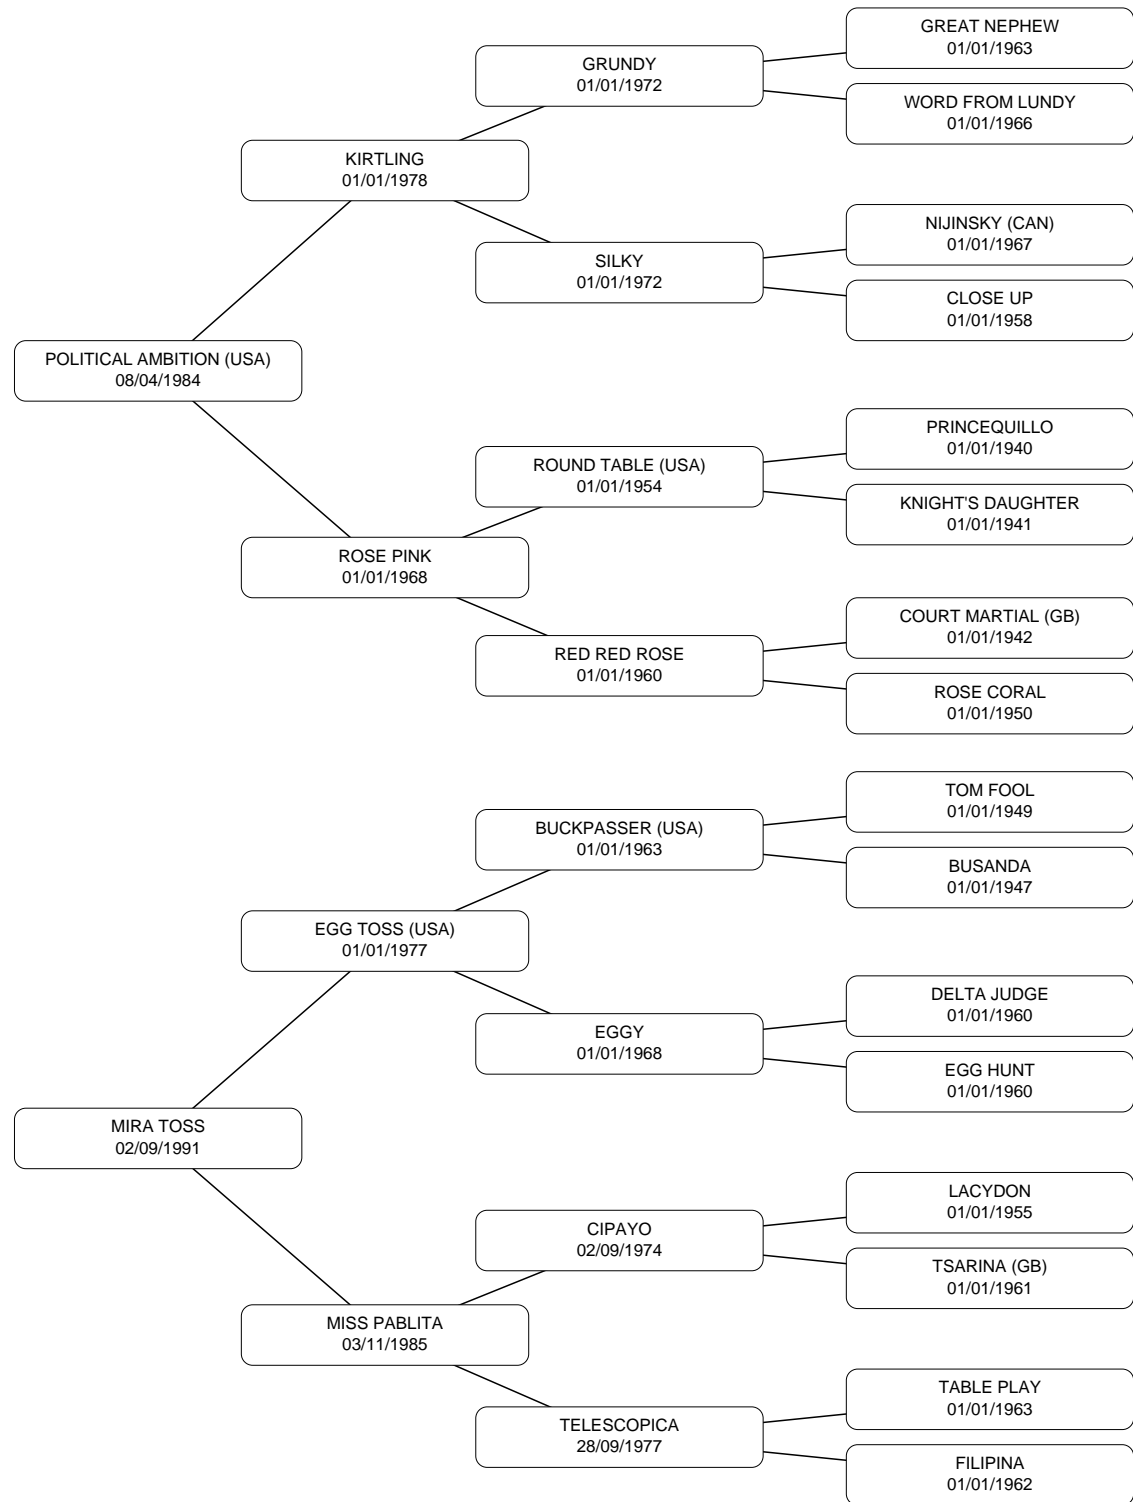 GREAT NEPHEW
01/01/1963
GRUNDY
01/01/1972
WORD FROM LUNDY
01/01/1966
KIRTLING
01/01/1978
NIJINSKY (CAN)
01/01/1967
SILKY
01/01/1972
CLOSE UP
01/01/1958
POLITICAL AMBITION (USA)
08/04/1984
PRINCEQUILLO
01/01/1940
ROUND TABLE (USA)
01/01/1954
KNIGHT'S DAUGHTER
01/01/1941
ROSE PINK
01/01/1968
COURT MARTIAL (GB)
01/01/1942
RED RED ROSE
01/01/1960
ROSE CORAL
01/01/1950
TOM FOOL
01/01/1949
BUCKPASSER (USA)
01/01/1963
BUSANDA
01/01/1947
EGG TOSS (USA)
01/01/1977
DELTA JUDGE
01/01/1960
EGGY
01/01/1968
EGG HUNT
01/01/1960
MIRA TOSS
02/09/1991
LACYDON
01/01/1955
CIPAYO
02/09/1974
TSARINA (GB)
01/01/1961
MISS PABLITA
03/11/1985
TABLE PLAY
01/01/1963
TELESCOPICA
28/09/1977
FILIPINA
01/01/1962